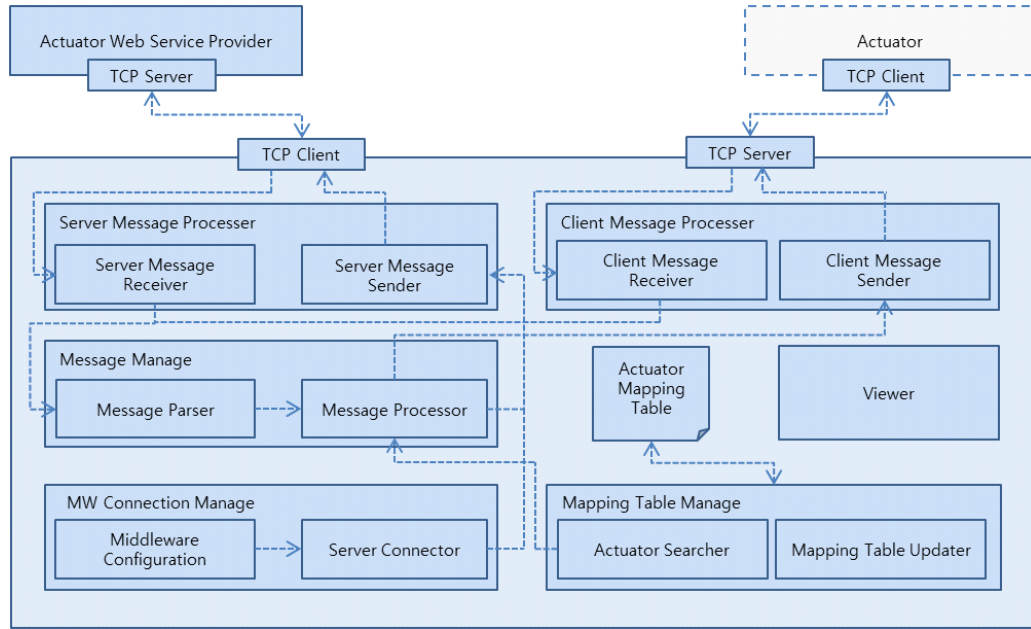 Actuator Web Service Provider
TCP Server
Actuator
TCP Client
TCP Client
TCP Server
Server Message Processer
Server Message
Receiver
Server Message
Sender
Client Message Processer
Client Message
Receiver
Client Message
Sender
Message Manage
Message Parser
Message Processor
Actuator
Mapping
Table
Viewer
MW Connection Manage
Middleware
Configuration
Server Connector
Mapping Table Manage
Actuator Searcher
Mapping Table Updater